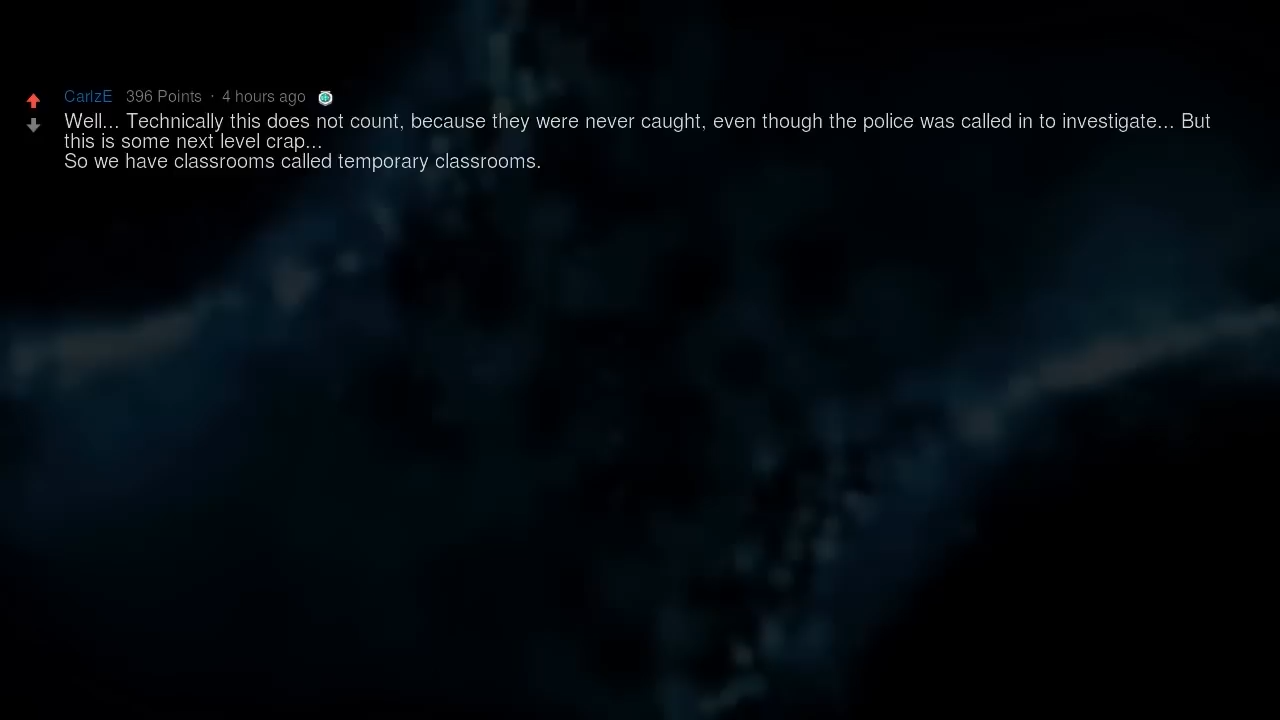 CarlzE 396 Points · 4 hours ago
Well... Technically this does not count, because they were never caught, even though the police was called in to investigate... But
this is some next level crap...
So we have classrooms called temporary classrooms.